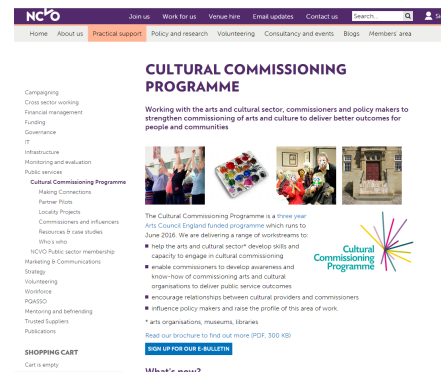 NCVO
Join us Work for us Venue hire Email updates Contact us Search...
Home About us Practical support Policy and research Volunteering Consultancy and events Blogs Members' area
Campaigning
Cross sector working
Financial management
Funding
Governance
IT
Infrastructure
Monitoring and evaluation
Public services
Cultural Commissioning Programme
Making Connections
Partner Pilots
Locality Projects
Commissioners and influencers
Resources & case studies
Who's who
NCVO Public sector membership
Marketing & Communications
Strategy
Volunteering
Workforce
PQASSO
Mentoring and befriending
Trusted Suppliers
Publications
SHOPPING CART
Cart is empty
CULTURAL COMMISSIONING
PROGRAMME
Working with the arts and cultural sector, commissioners and policy makers to
strengthen commissioning of arts and culture to deliver better outcomes for
people and communities
The Cultural Commissioning Programme is a three year
Arts Council England funded programme which runs to
June 2016. We are delivering a range of workstreams to:
help the arts and cultural sector* develop skills and
capacity to engage in cultural commissioning
enable commissioners to develop awareness and
know-how of commissioning arts and cultural
organisations to deliver public service outcomes
encourage relationships between cultural providers and commissioners
influence policy makers and raise the profile of this area of work.
* arts organisations, museums, libraries
Read our brochure to find out more (PDF, 300 KB)
SIGN UP FOR OUR E-BULLETIN
Cultural
Commissioning
Programme
What's new?